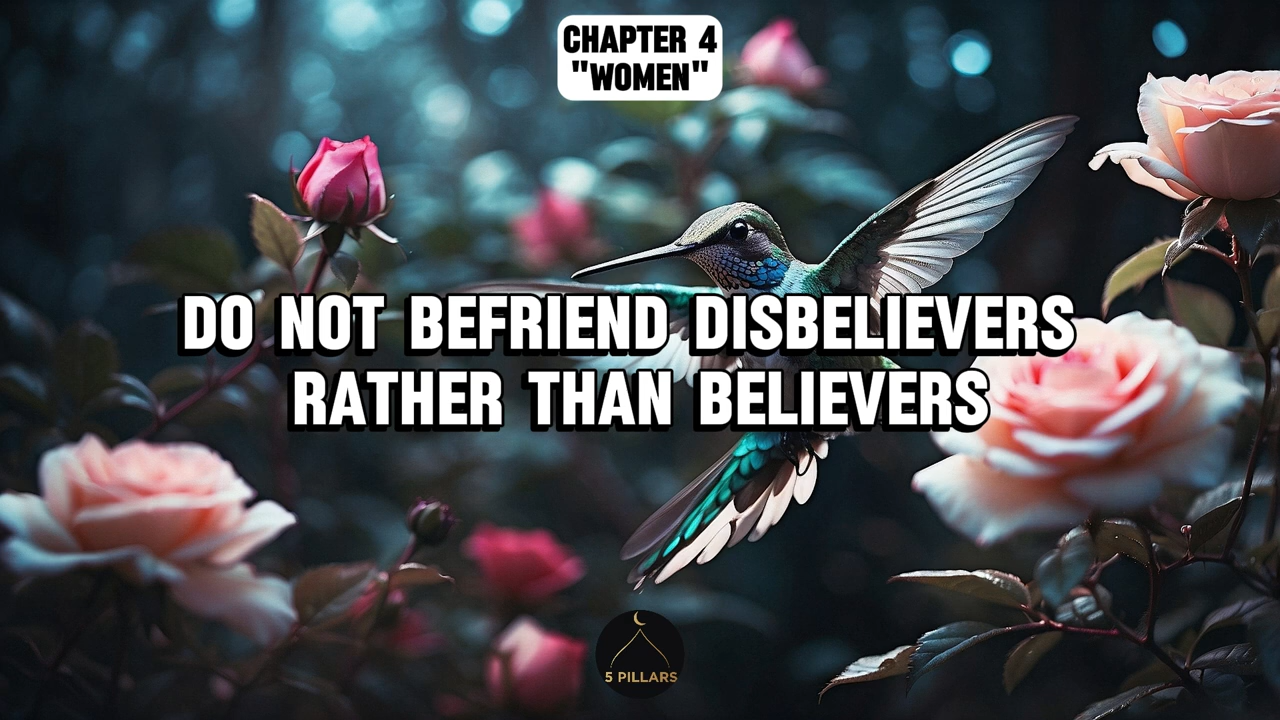 CHAPTER 4
"WOMEN"
DO NOT BEFRIEND DISBELIEVERS
RATHER THAN BELIEVERS
5 PILLARS